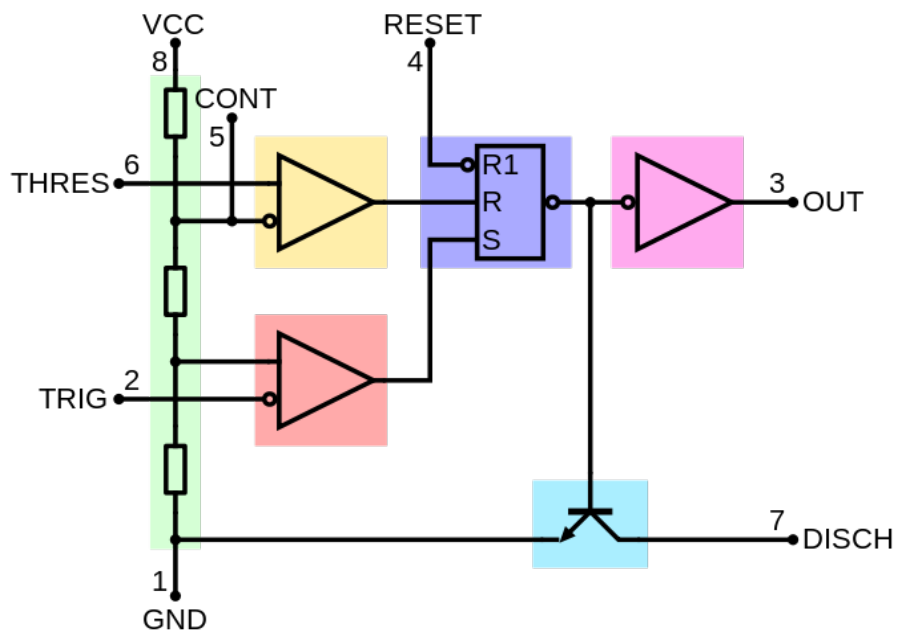 VCC
8
RESET
4
CONT
5
THRES
6
R1
R
S
3
OUT
TRIG
2
7
DISCH
1
GND